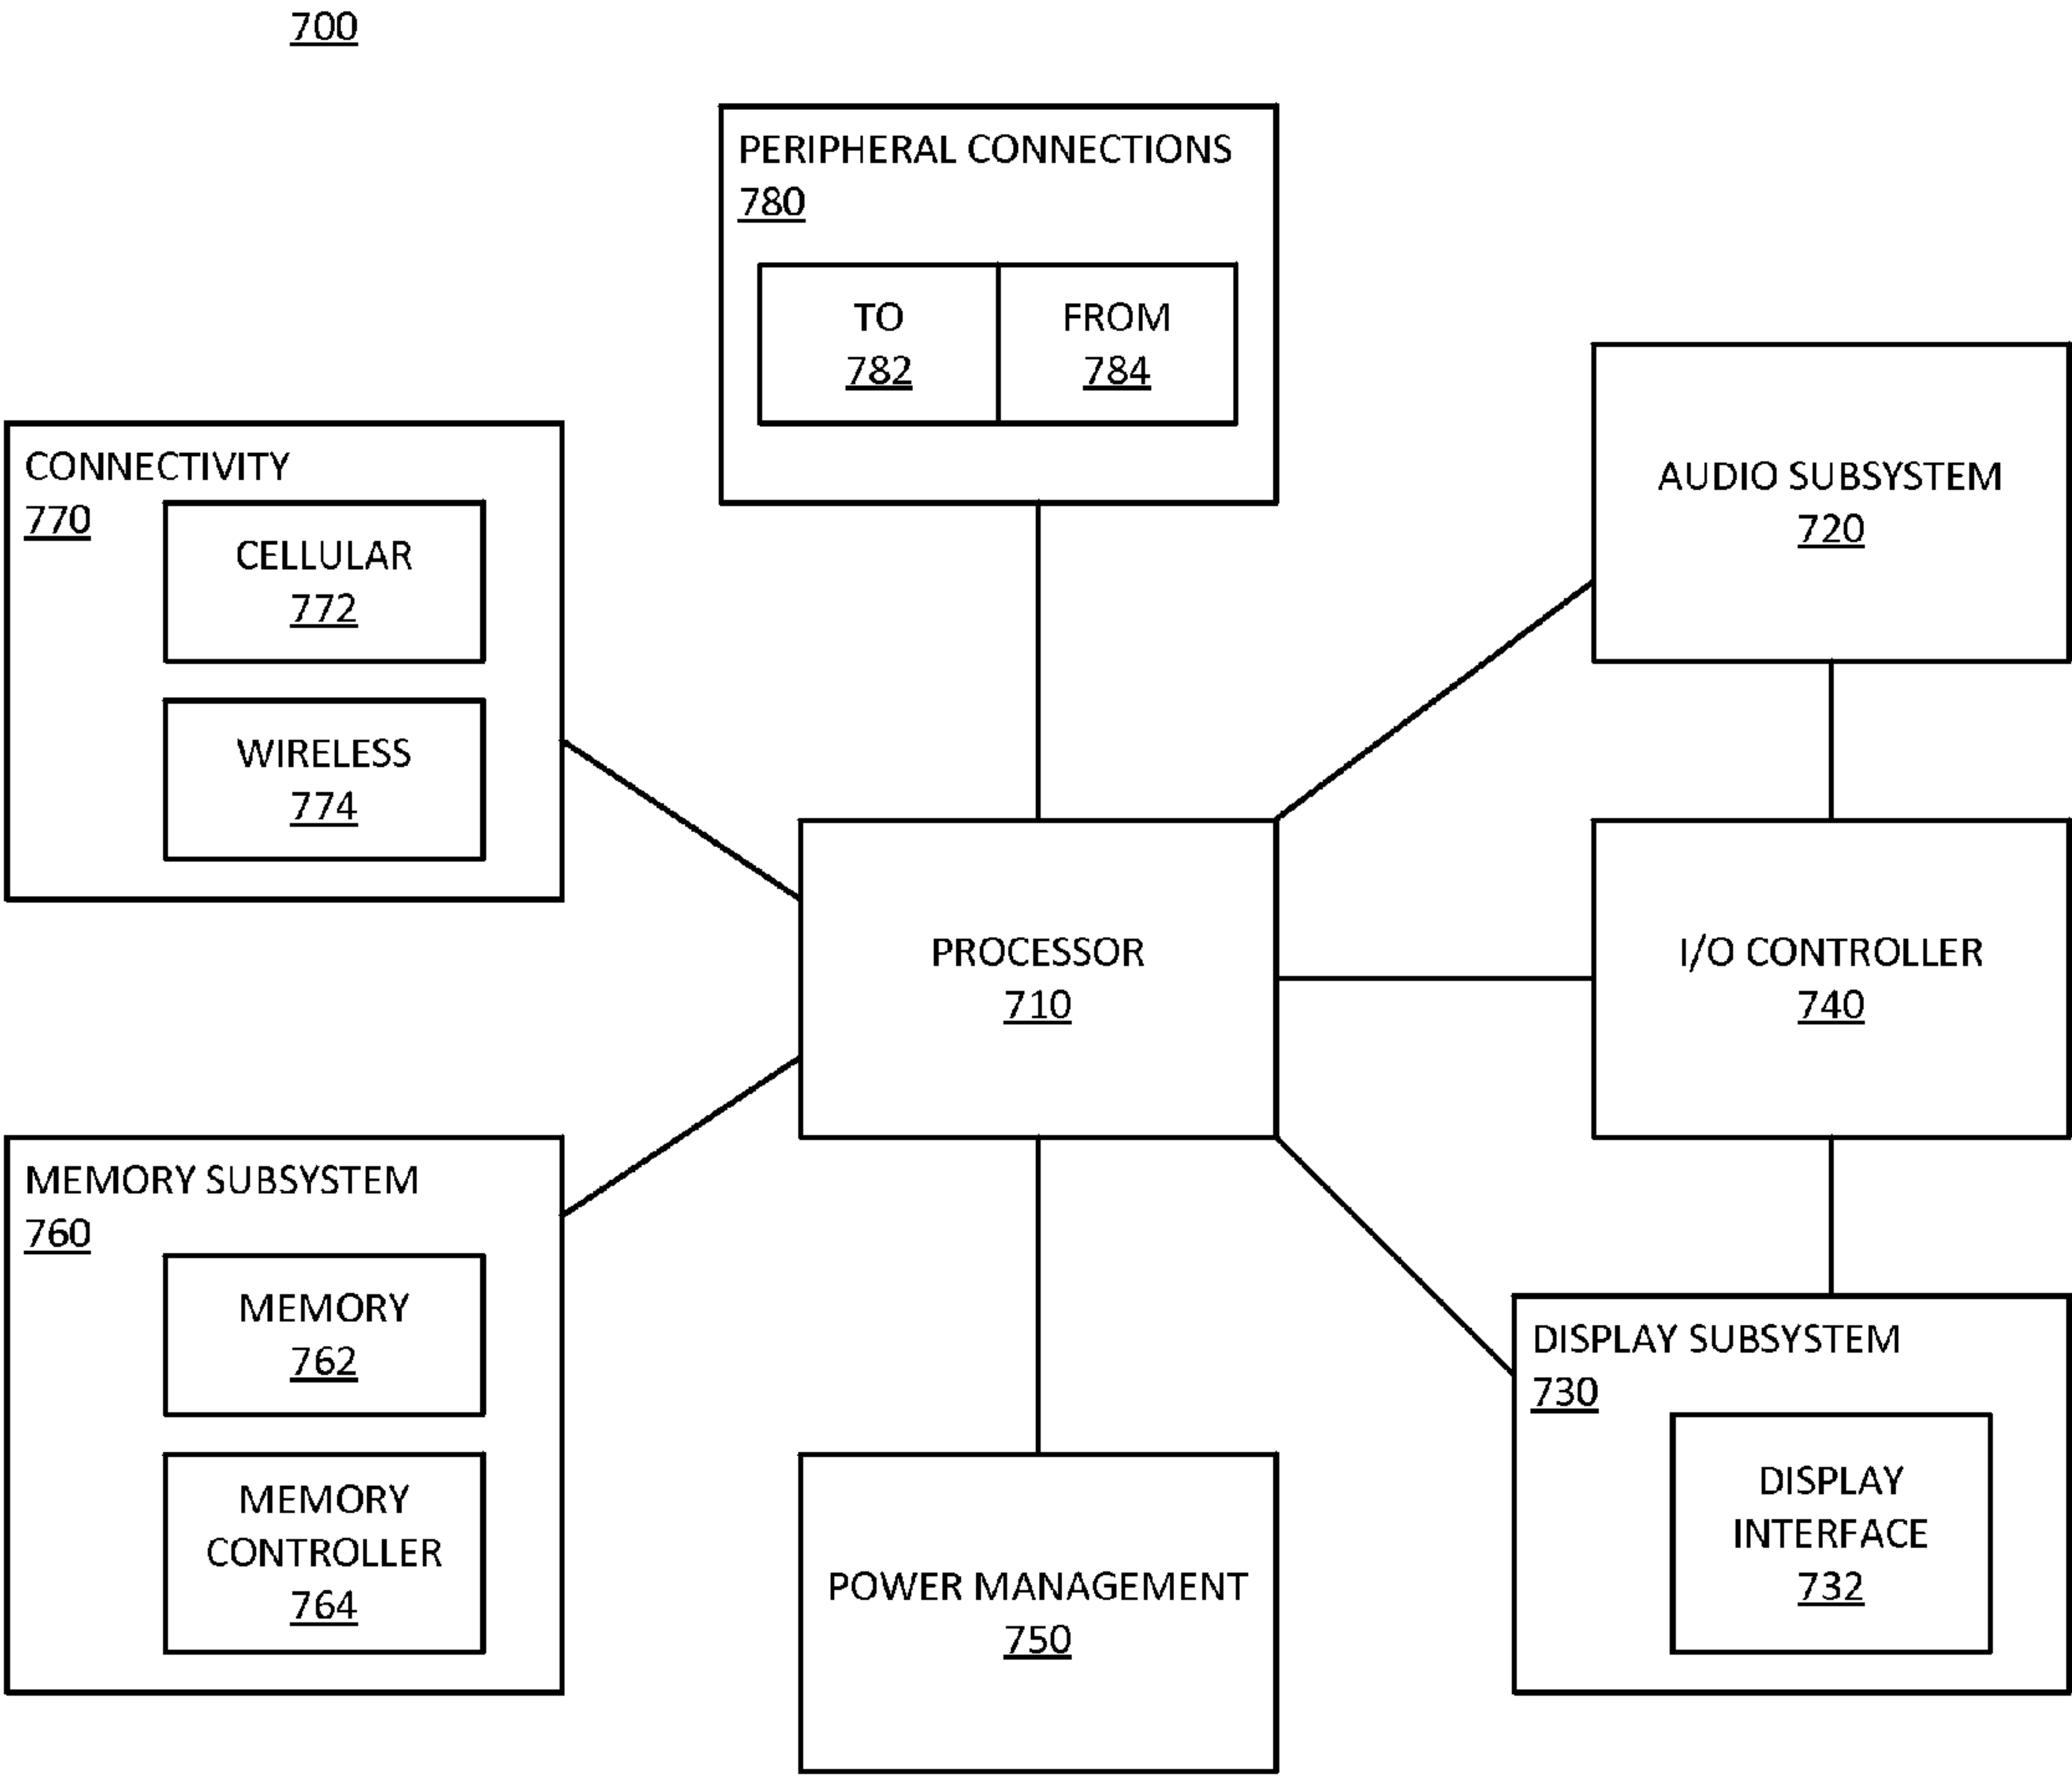 700
PERIPHERAL CONNECTIONS
780
TO
782
FROM
784
CONNECTIVITY
770
CELLULAR
772
WIRELESS
774
AUDIO SUBSYSTEM
720
PROCESSOR
710
I/O CONTROLLER
740
MEMORY SUBSYSTEM
760
MEMORY
762
MEMORY
CONTROLLER
764
POWER MANAGEMENT
750
DISPLAY SUBSYSTEM
730
DISPLAY
INTERFACE
732